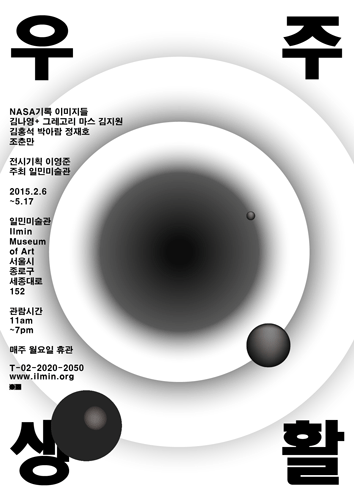 우 주
NASA기록 이미지들
김나영+ 그레고리 마스 김지원
김홍석 박아람 정재호
조춘만
전시기획 이영준
주최 일민미술관
2015.2.6
~5.17
일민미술관
Ilmin
Museum
of Art
서울시
종로구
세종대로
152
관람시간
11am
~7pm
매주 월요일 휴관
T-02-2020-2050
www.ilmin.org
생 활